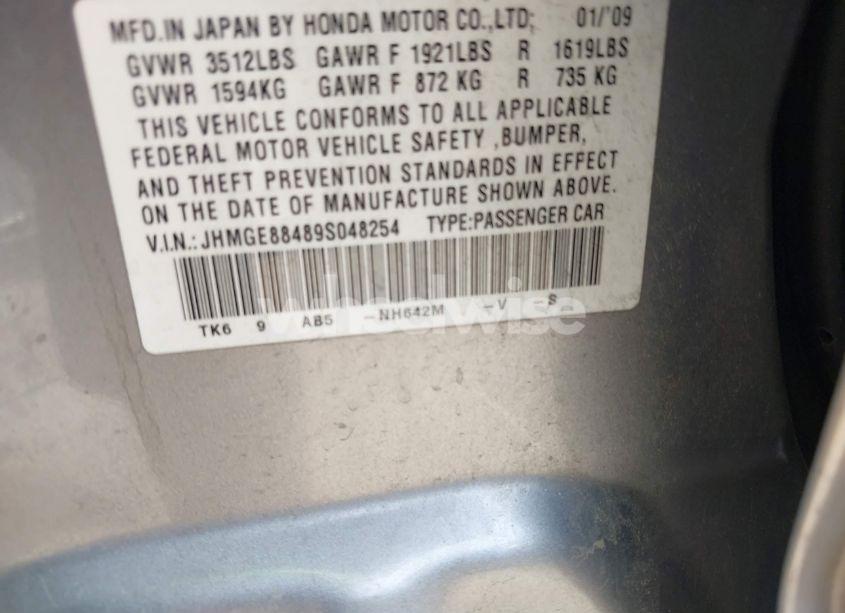 MFD.IN JAPAN BY HONDA MOTOR CO.,LTD; 01/'09
GVWR 3512LBS GAWR F 1921LBS R 1619LBS
GVWR 1594KG GAWR F 872 KG R 735 KG
THIS VEHICLE CONFORMS TO ALL APPLICABLE
FEDERAL MOTOR VEHICLE SAFETY ,BUMPER,
AND THEFT PREVENTION STANDARDS IN EFFECT
ON THE DATE OF MANUFACTURE SHOWN ABOVE.
V.I.N.: JHMGE88489S048254 TYPE:PASSENGER CAR
TK6 9 AB5 -NH642M -V S
wheelwise